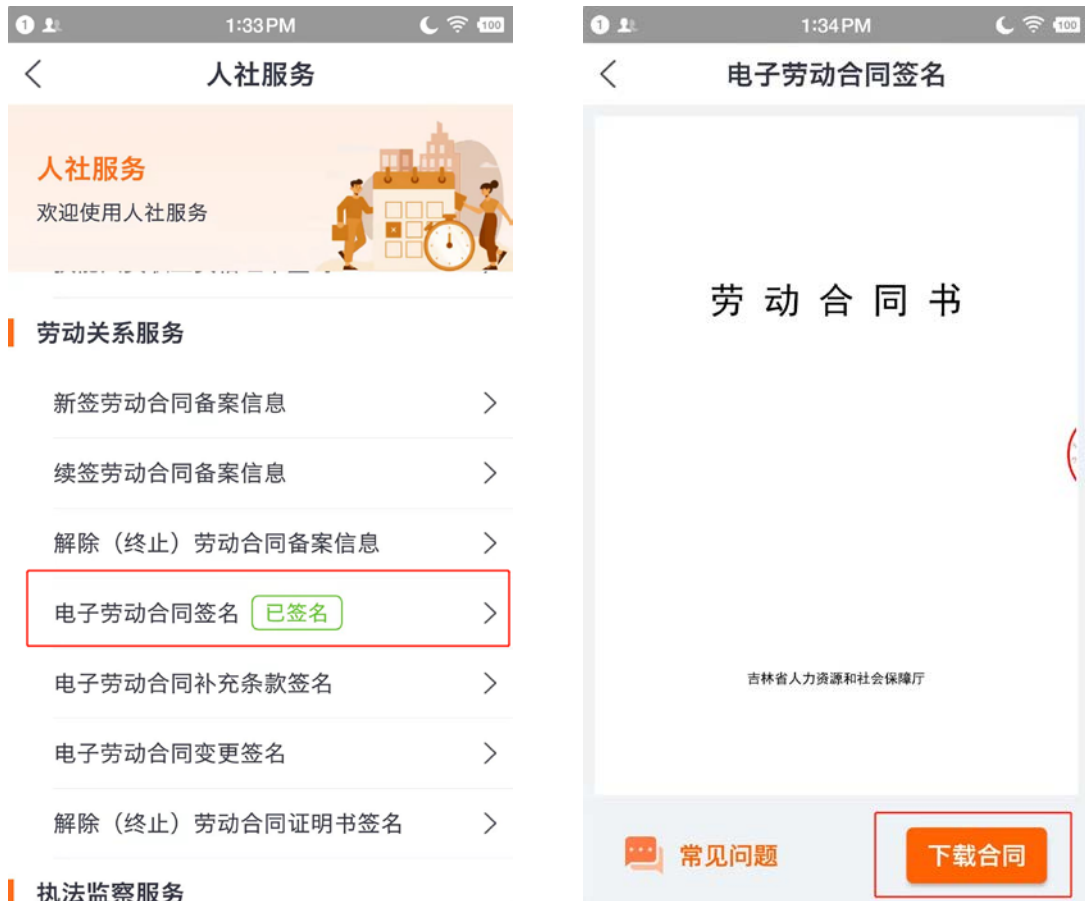 1
1:33PM
100
人社服务
人社服务
欢迎使用人社服务
劳动关系服务
新签劳动合同备案信息
续签劳动合同备案信息
解除（终止）劳动合同备案信息
电子劳动合同签名 已签名
电子劳动合同补充条款签名
电子劳动合同变更签名
解除（终止）劳动合同证明书签名
执法监察服务
1
1:34PM
100
电子劳动合同签名
劳动合同书
吉林省人力资源和社会保障厅
常见问题
下载合同